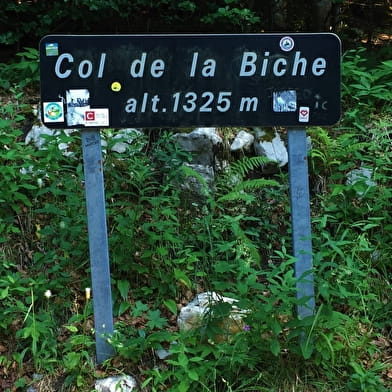 Col de la Biche
alt.1325 m